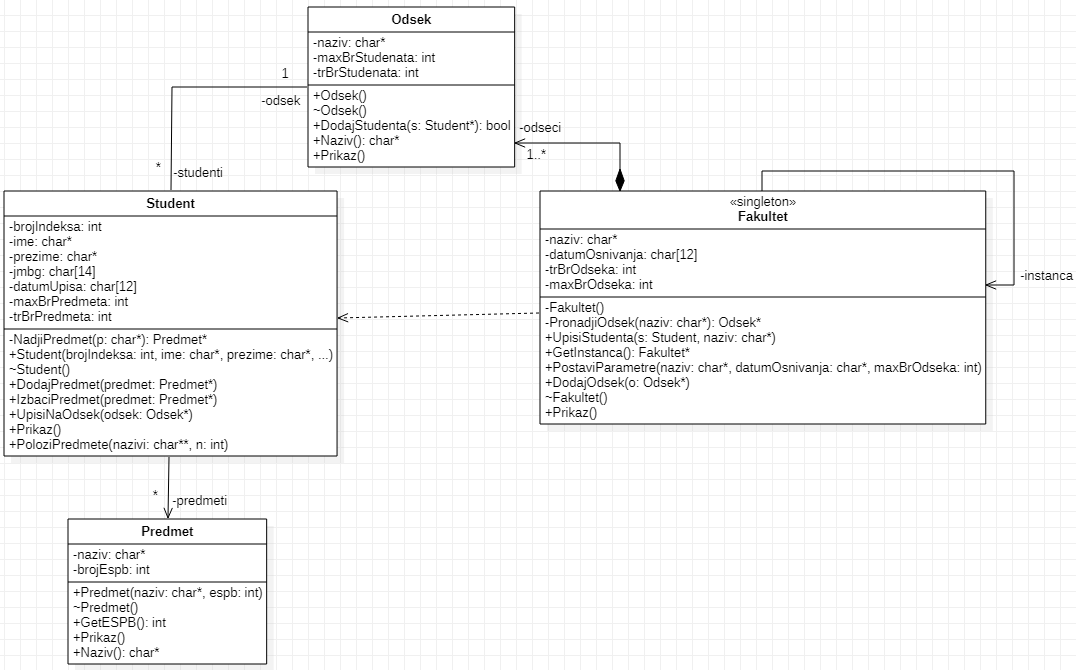 Odsek
-naziv: char*
-maxBrStudenata: int
-trBrStudenata: int
+Odsek()
~Odsek()
+DodajStudenta(s: Student*): bool
+Naziv(): char*
+Prikaz()
1
-odsek
*
-studenti
-odseci
1..*
Student
-brojIndeksa: int
-ime: char*
-prezime: char*
-jmbg: char[14]
-datumUpisa: char[12]
-maxBrPredmeta: int
-trBrPredmeta: int
-NadjiPredmet(p: char*): Predmet*
+Student(brojIndeksa: int, ime: char*, prezime: char*, ...)
~Student()
+DodajPredmet(predmet: Predmet*)
+IzbaciPredmet(predmet: Predmet*)
+UpisiNaOdsek(odsek: Odsek*)
+Prikaz()
+PoloziPredmete(nazivi: char**, n: int)
«singleton»
Fakultet
-naziv: char*
-datumOsnivanja: char[12]
-trBrOdseka: int
-maxBrOdseka: int
-Fakultet()
-PronadjiOdsek(naziv: char*): Odsek*
+UpisiStudenta(s: Student, naziv: char*)
+GetInstanca(): Fakultet*
+PostaviParametre(naziv: char*, datumOsnivanja: char*, maxBrOdseka: int)
+DodajOdsek(o: Odsek*)
~Fakultet()
+Prikaz()
-instanca
*
-predmeti
Predmet
-naziv: char*
-brojEspb: int
+Predmet(naziv: char*, espb: int)
~Predmet()
+GetESPB(): int
+Prikaz()
+Naziv(): char*